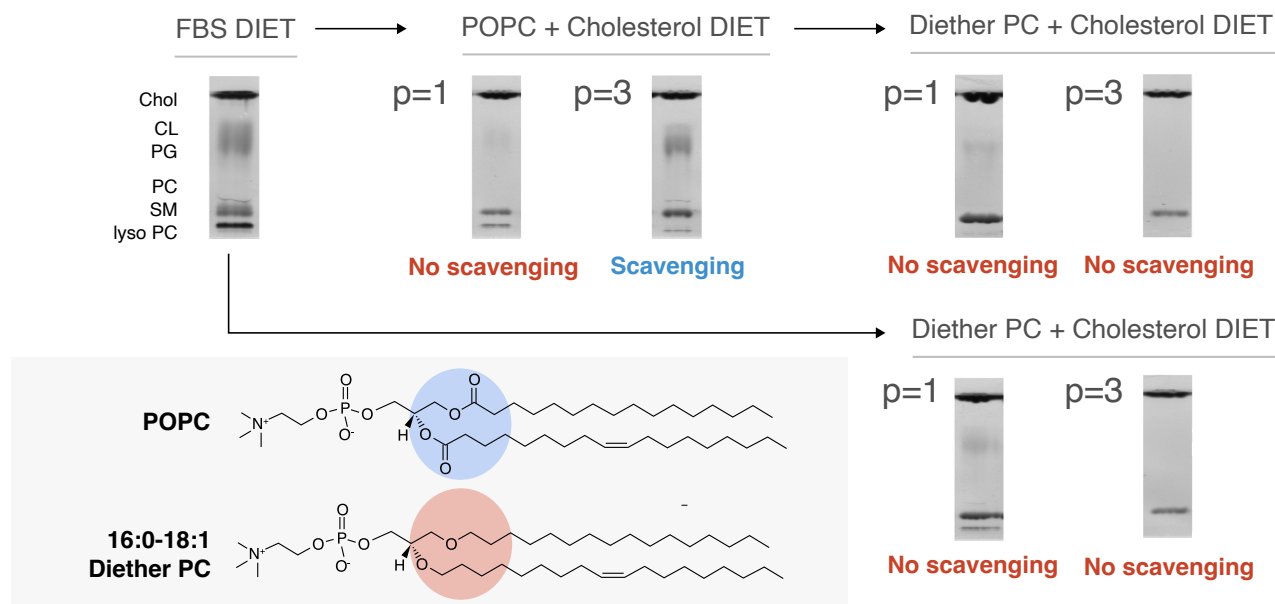 FBS DIET
POPC + Cholesterol DIET
Diether PC + Cholesterol DIET
p=1
p=3
p=1
p=3
Chol
CL
PG
PC
SM
lyso PC
No scavenging
Scavenging
No scavenging
No scavenging
Diether PC + Cholesterol DIET
p=1
p=3
No scavenging
No scavenging
POPC
N+
O
P
O
O-
O
H
O
O
O
16:0-18:1
Diether PC
N+
O
P
O
O-
O
H
O
O